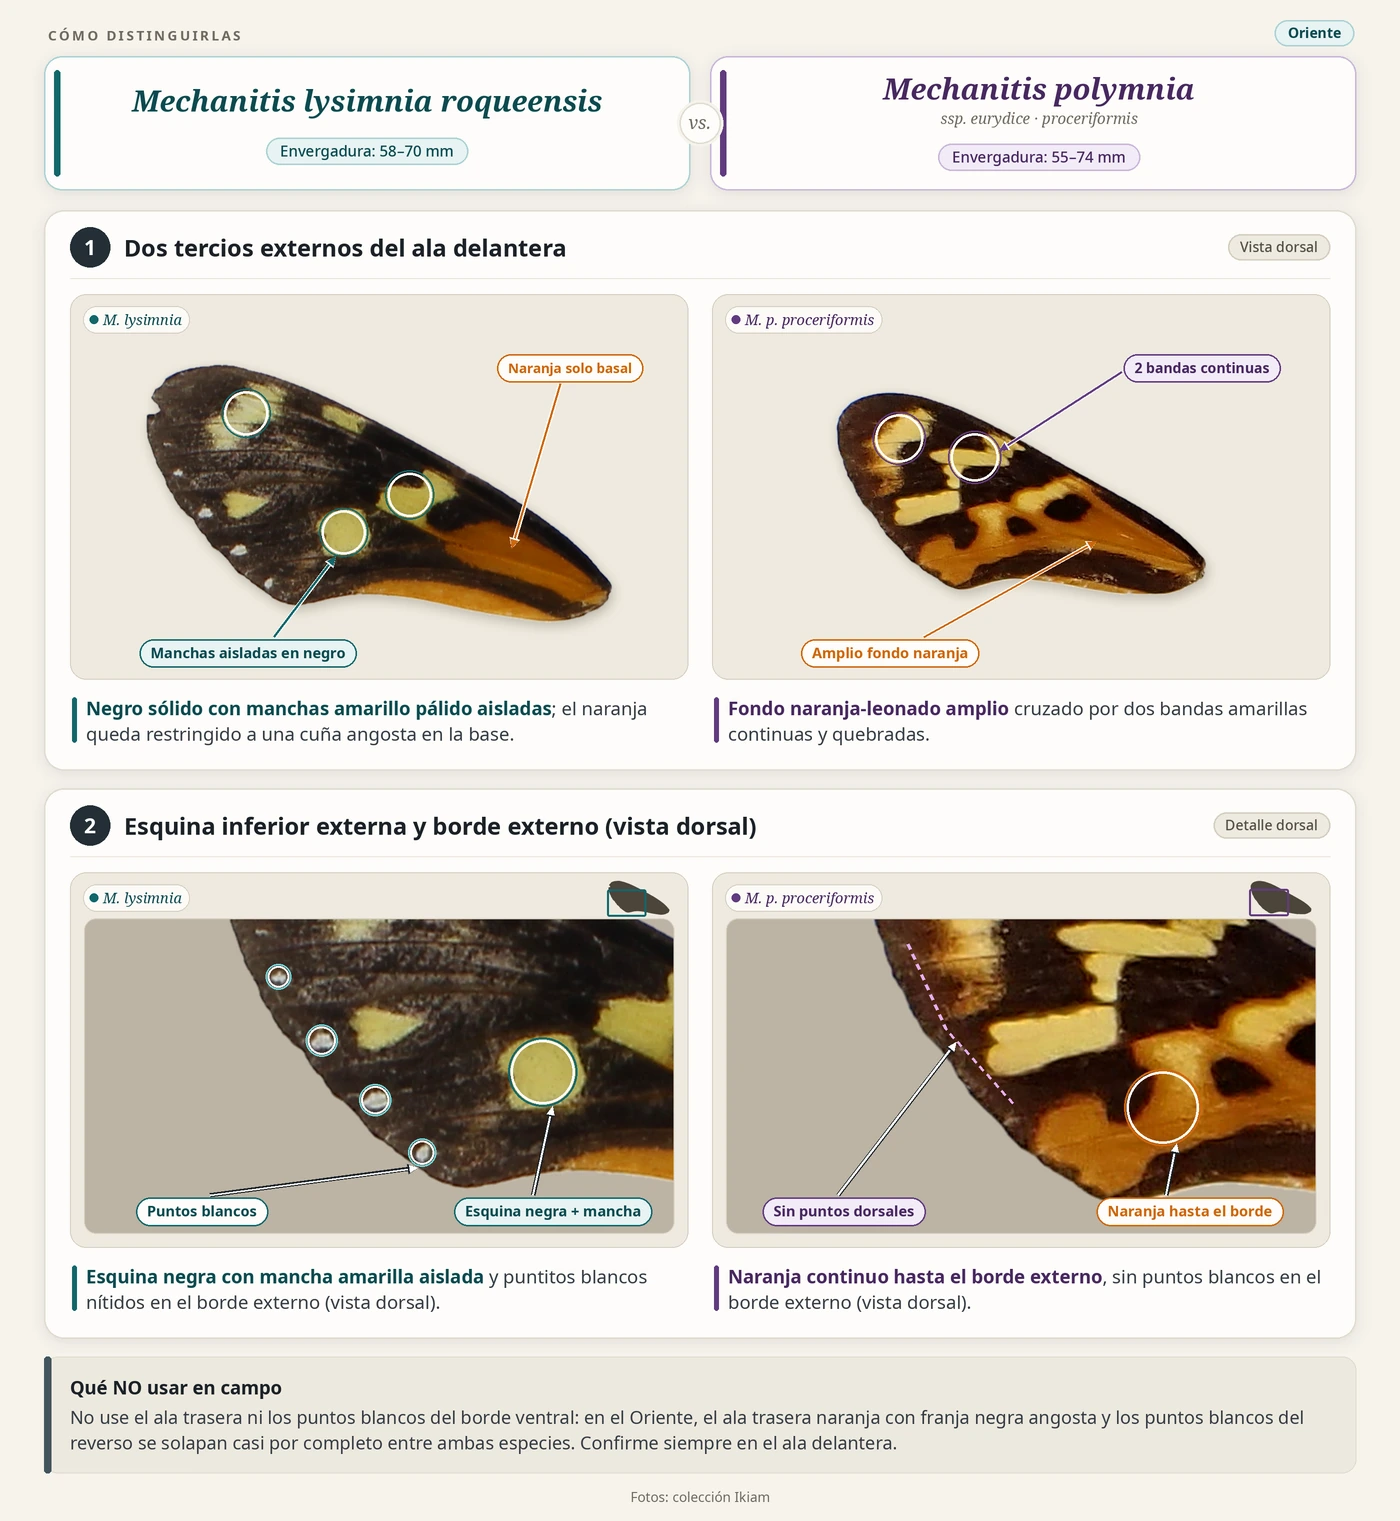 CÓMO DISTINGUIRLAS
Oriente
Mechanitis lysimnia roqueensis
Envergadura: 58–70 mm
vs.
Mechanitis polymnia
ssp. eurydice · proceriformis
Envergadura: 55–74 mm
1 Dos tercios externos del ala delantera
Vista dorsal
M. lysimnia
Naranja solo basal
Manchas aisladas en negro
M. p. proceriformis
2 bandas continuas
Amplio fondo naranja
Negro sólido con manchas amarillo pálido aisladas; el naranja
queda restringido a una cuña angosta en la base.
Fondo naranja-leonado amplio cruzado por dos bandas amarillas
continuas y quebradas.
2 Esquina inferior externa y borde externo (vista dorsal)
Detalle dorsal
M. lysimnia
Puntos blancos
Esquina negra + mancha
M. p. proceriformis
Sin puntos dorsales
Naranja hasta el borde
Esquina negra con mancha amarilla aislada y puntitos blancos
nítidos en el borde externo (vista dorsal).
Naranja continuo hasta el borde externo, sin puntos blancos en el
borde externo (vista dorsal).
Qué NO usar en campo
No use el ala trasera ni los puntos blancos del borde ventral: en el Oriente, el ala trasera naranja con franja negra angosta y los puntos blancos del
reverso se solapan casi por completo entre ambas especies. Confirme siempre en el ala delantera.
Fotos: colección Ikiam